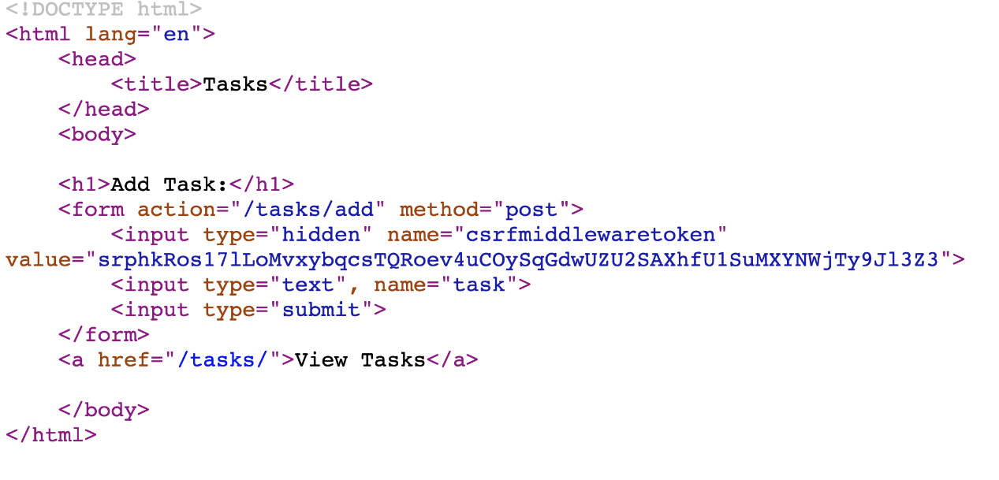 <!DOCTYPE html>
<html lang="en">
    <head>
        <title>Tasks</title>
    </head>
    <body>

    <h1>Add Task:</h1>
    <form action="/tasks/add" method="post">
        <input type="hidden" name="csrfmiddlewaretoken"
value="srphkRos17lLoMvxybqcsTQRoev4uCOySqGdwUZU2SAXhfU1SuMXYNWjTy9Jl3Z3">
        <input type="text", name="task">
        <input type="submit">
    </form>
    <a href="/tasks/">View Tasks</a>

    </body>
</html>